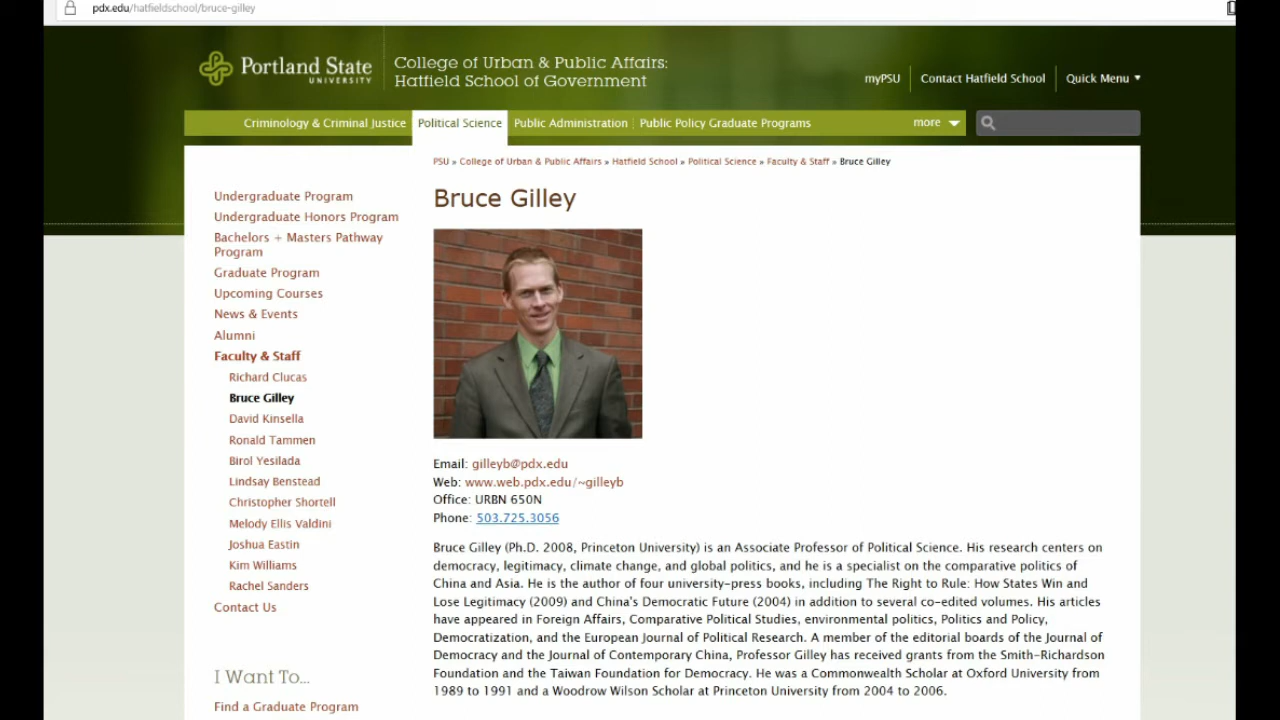 pdx.edu/hatfieldschool/bruce-gilley
Portland State
UNIVERSITY
College of Urban & Public Affairs:
Hatfield School of Government
myPSU
Contact Hatfield School
Quick Menu
Criminology & Criminal Justice
Political Science
Public Administration
Public Policy Graduate Programs
more
PSU » College of Urban & Public Affairs » Hatfield School » Political Science » Faculty & Staff » Bruce Gilley
Undergraduate Program
Undergraduate Honors Program
Bachelors + Masters Pathway
Program
Graduate Program
Upcoming Courses
News & Events
Alumni
Faculty & Staff
Richard Clucas
Bruce Gilley
David Kinsella
Ronald Tammen
Birol Yesilada
Lindsay Benstead
Christopher Shortell
Melody Ellis Valdini
Joshua Eastin
Kim Williams
Rachel Sanders
Contact Us
I Want To...
Find a Graduate Program
Bruce Gilley
Email: gilleyb@pdx.edu
Web: www.web.pdx.edu/~gilleyb
Office: URBN 650N
Phone: 503.725.3056
Bruce Gilley (Ph.D. 2008, Princeton University) is an Associate Professor of Political Science. His research centers on
democracy, legitimacy, climate change, and global politics, and he is a specialist on the comparative politics of
China and Asia. He is the author of four university-press books, including The Right to Rule: How States Win and
Lose Legitimacy (2009) and China's Democratic Future (2004) in addition to several co-edited volumes. His articles
have appeared in Foreign Affairs, Comparative Political Studies, environmental politics, Politics and Policy,
Democratization, and the European Journal of Political Research. A member of the editorial boards of the Journal of
Democracy and the Journal of Contemporary China, Professor Gilley has received grants from the Smith-Richardson
Foundation and the Taiwan Foundation for Democracy. He was a Commonwealth Scholar at Oxford University from
1989 to 1991 and a Woodrow Wilson Scholar at Princeton University from 2004 to 2006.